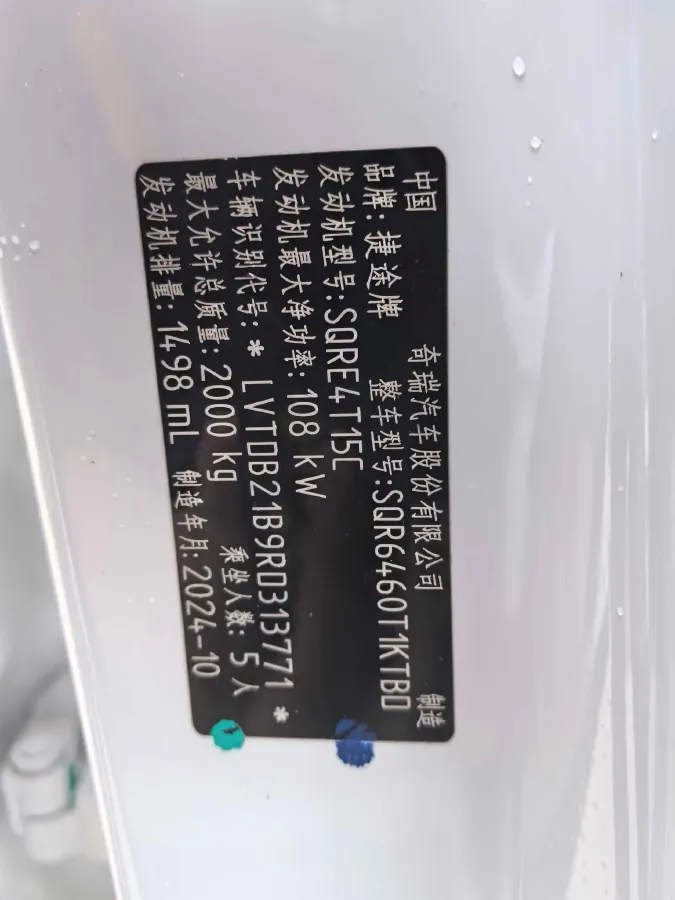 中国 奇瑞汽车股份有限公司 制造
品牌: 捷途牌 整车型号:SQR6460T1KTBD
发动机型号:SQRE4T15C
发动机最大净功率: 108 kW
车辆识别代号: * LVTDB21B9RD313771 *
最大允许总质量: 2000 kg 乘坐人数: 5 人
发动机排量: 1498 mL 制造年月: 2024-10